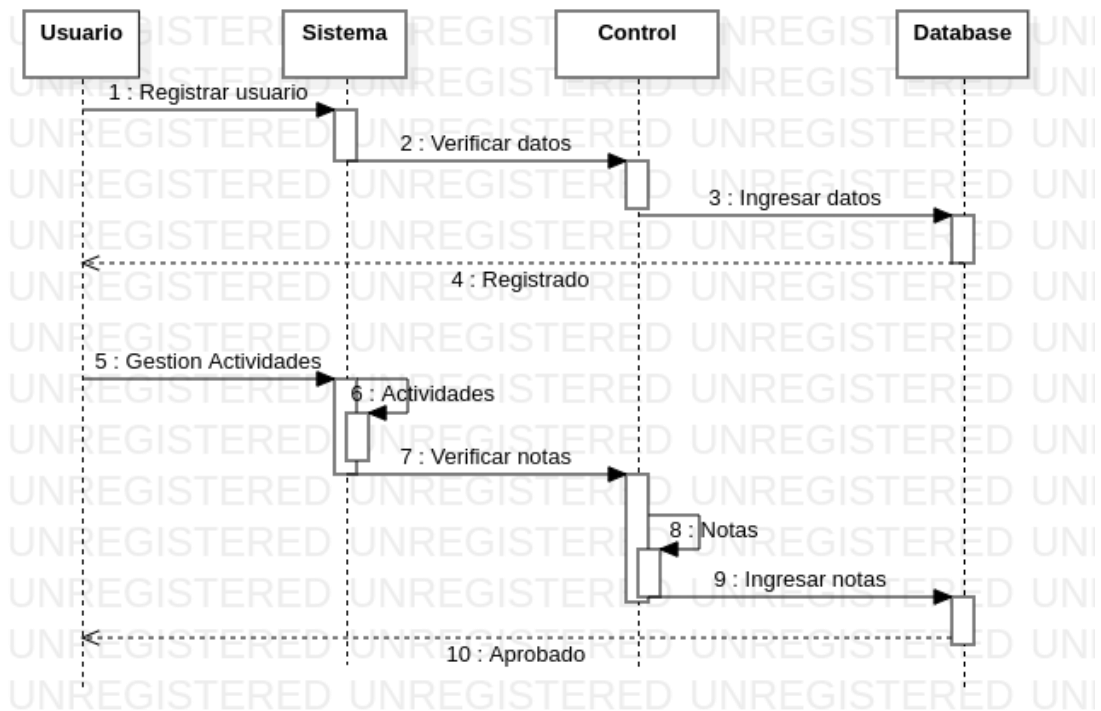 Usuario
Sistema
Control
Database
1 : Registrar usuario
2 : Verificar datos
3 : Ingresar datos
4 : Registrado
5 : Gestion Actividades
6 : Actividades
7 : Verificar notas
8 : Notas
9 : Ingresar notas
10 : Aprobado
UNREGISTERED